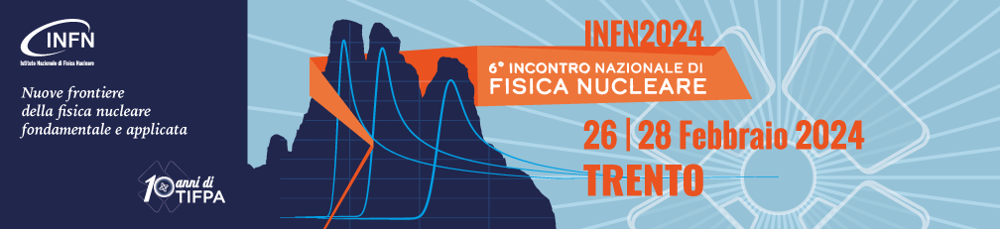 INFN
Istituto Nazionale di Fisica Nucleare
Nuove frontiere
della fisica nucleare
fondamentale e applicata
10 anni di
TIFPA
INFN2024
6° INCONTRO NAZIONALE DI
FISICA NUCLEARE
26 | 28 Febbraio 2024
TRENTO